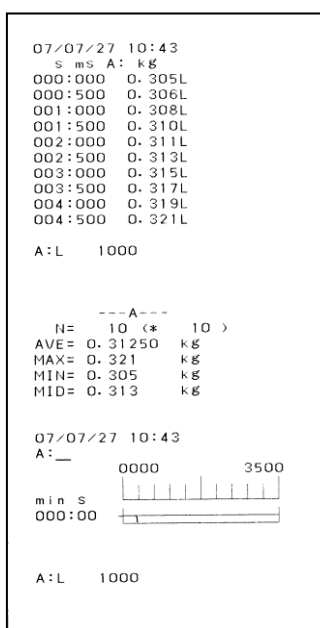 07/07/27 10:43
s ms A: kg
000:000 0.305L
000:500 0.306L
001:000 0.308L
001:500 0.310L
002:000 0.311L
002:500 0.313L
003:000 0.315L
003:500 0.317L
004:000 0.319L
004:500 0.321L
A:L 1000
---A---
N= 10 (* 10 )
AVE= 0.31250 kg
MAX= 0.321 kg
MIN= 0.305 kg
MID= 0.313 kg
07/07/27 10:43
A:__
0000 3500
min S
000:00
A:L 1000